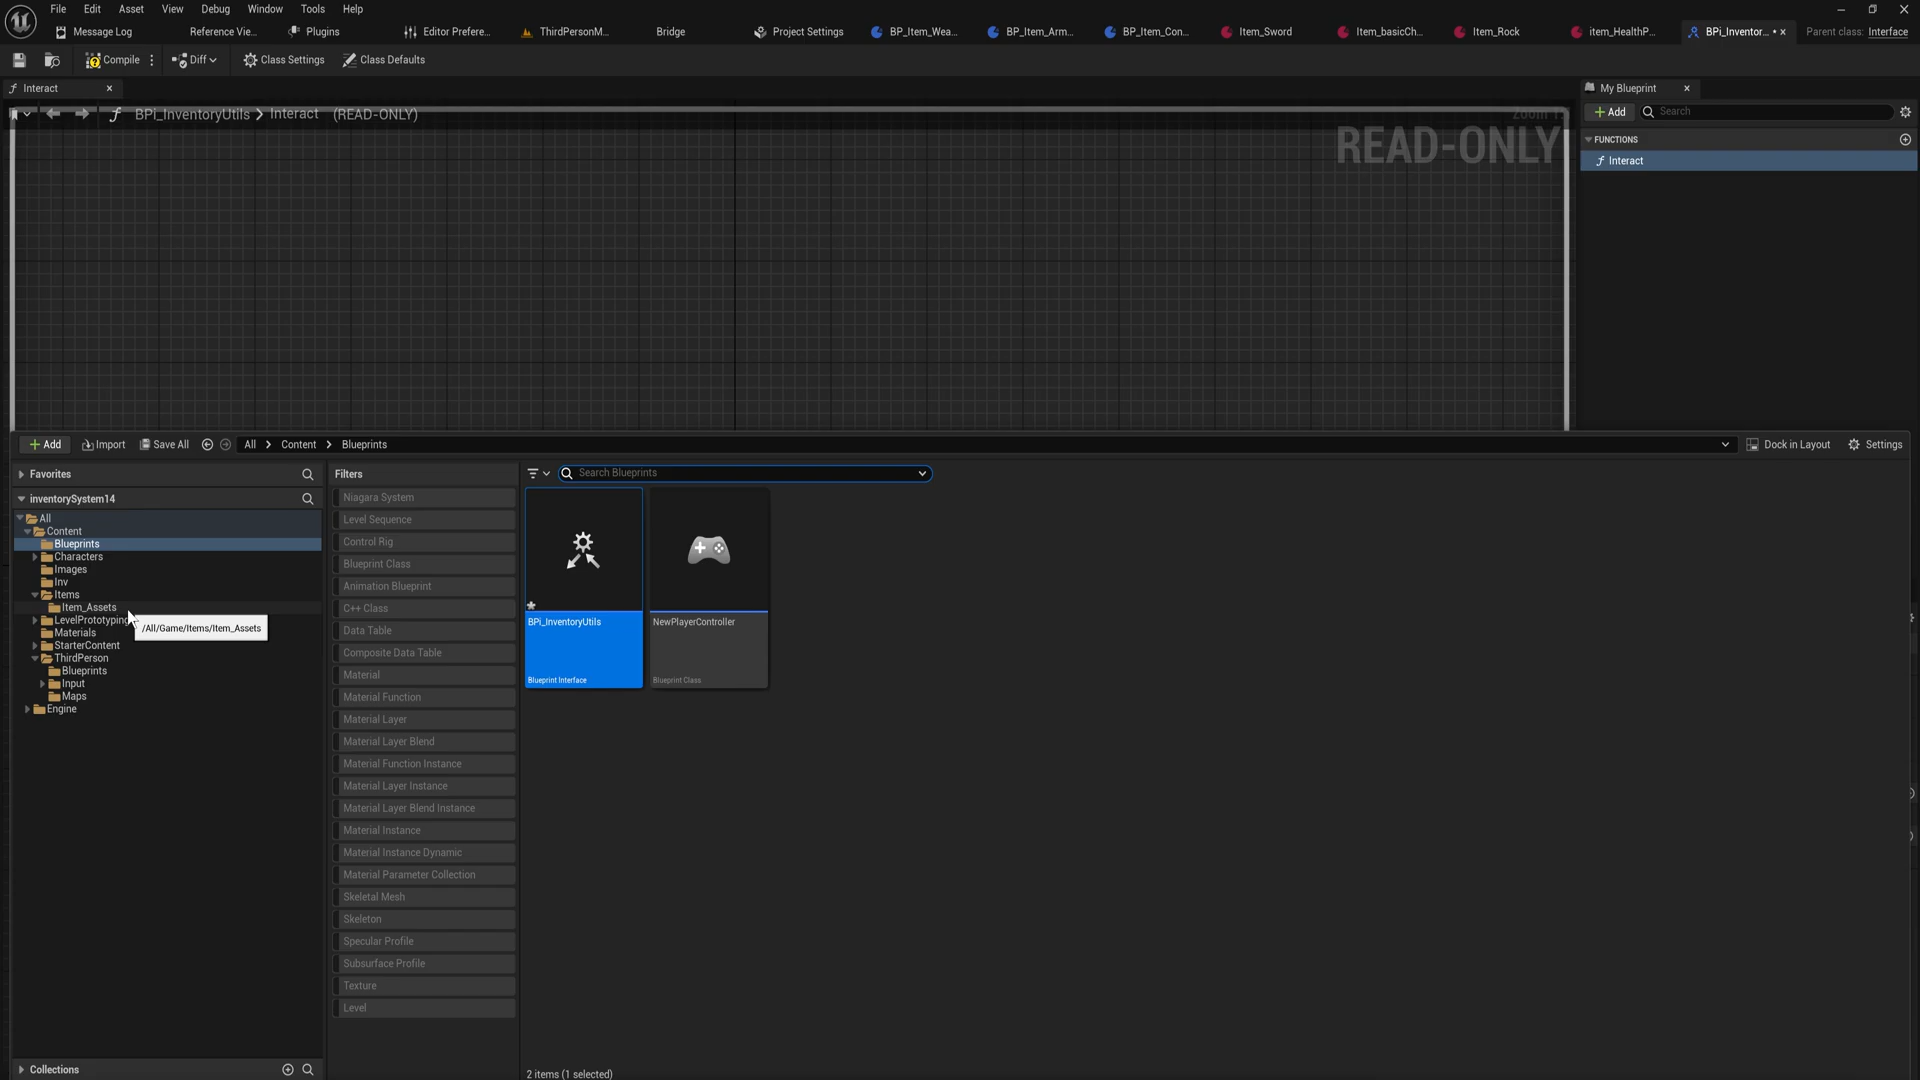 File Edit Asset View Debug Window Tools Help
Message Log Reference Vie... Plugins Editor Prefere... ThirdPersonM... Bridge Project Settings BP_Item_Wea... BP_Item_Arm... BP_Item_Con... Item_Sword Item_basicCh... Item_Rock item_HealthP... BPi_Inventor... • Parent class: Interface
Compile Diff Class Settings Class Defaults
Interact
My Blueprint
BPi_InventoryUtils > Interact (READ-ONLY)
READ-ONLY
+ Add Search
FUNCTIONS
Interact
+ Add Import Save All All > Content > Blueprints Dock in Layout Settings
Favorites
inventorySystem14
All
Content
Blueprints
Characters
Images
Inv
Items
Item_Assets
LevelPrototyping
/All/Game/Items/Item_Assets
Materials
StarterContent
ThirdPerson
Blueprints
Input
Maps
Engine
Collections
Filters
Niagara System
Level Sequence
Control Rig
Blueprint Class
Animation Blueprint
C++ Class
Data Table
Composite Data Table
Material
Material Function
Material Layer
Material Layer Blend
Material Function Instance
Material Layer Instance
Material Layer Blend Instance
Material Instance
Material Instance Dynamic
Material Parameter Collection
Skeletal Mesh
Skeleton
Specular Profile
Subsurface Profile
Texture
Level
Search Blueprints
BPi_InventoryUtils
Blueprint Interface
NewPlayerController
Blueprint Class
2 items (1 selected)